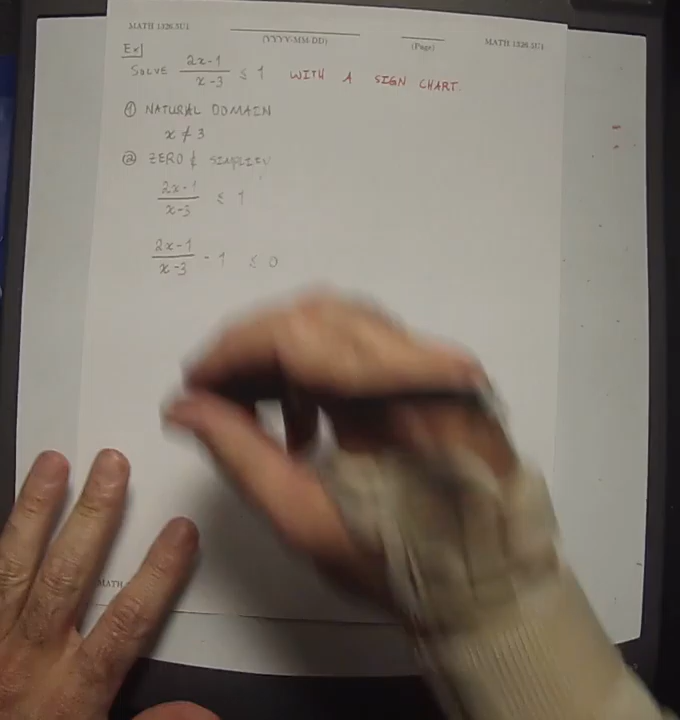 MATH 1326.SU1
(YYYY-MM-DD)
(Page)
MATH 1326 SU1
Ex
SOLVE 2x-1 / x-3 ≤ 1 WITH A SIGN CHART.
① NATURAL DOMAIN
x ≠ 3
② ZERO & SIMPLIFY
2x-1 / x-3 ≤ 1
2x-1 / x-3 - 1 ≤ 0
MATH